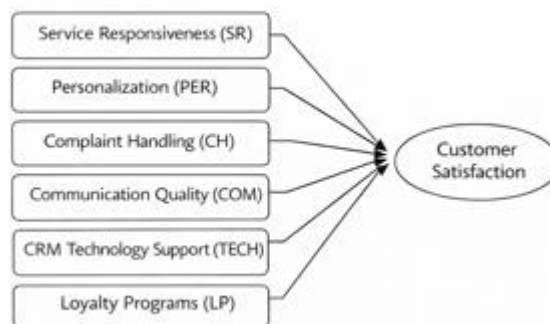 Service Responsiveness (SR)
Personalization (PER)
Complaint Handling (CH)
Communication Quality (COM)
CRM Technology Support (TECH)
Loyalty Programs (LP)
Customer
Satisfaction